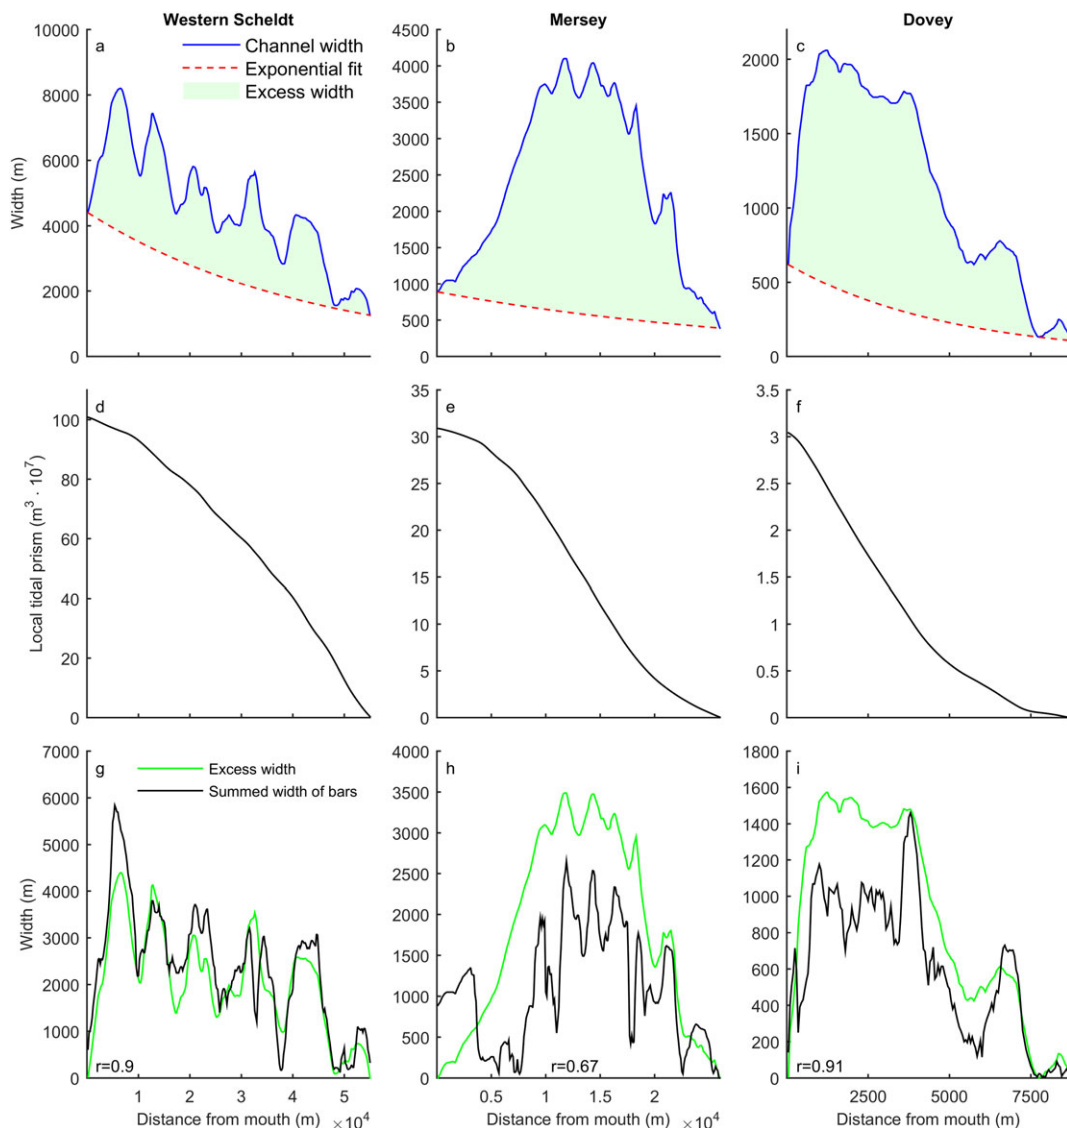 Western Scheldt
Mersey
Dovey
a
Channel width
Exponential fit
Excess width
10000
8000
6000
4000
2000
0
Width (m)
b
4500
4000
3500
3000
2500
2000
1500
1000
500
0
c
2000
1500
1000
500
0
d
100
80
60
40
20
0
Local tidal prism (m³ · 10⁷)
e
35
30
25
20
15
10
5
0
f
3.5
3
2.5
2
1.5
1
0.5
0
g
Excess width
Summed width of bars
7000
6000
5000
4000
3000
2000
1000
0
Width (m)
r=0.9
1 2 3 4 5
Distance from mouth (m) ×10⁴
h
4000
3500
3000
2500
2000
1500
1000
500
0
r=0.67
0.5 1 1.5 2
Distance from mouth (m) ×10⁴
i
1800
1600
1400
1200
1000
800
600
400
200
0
r=0.91
2500 5000 7500
Distance from mouth (m)